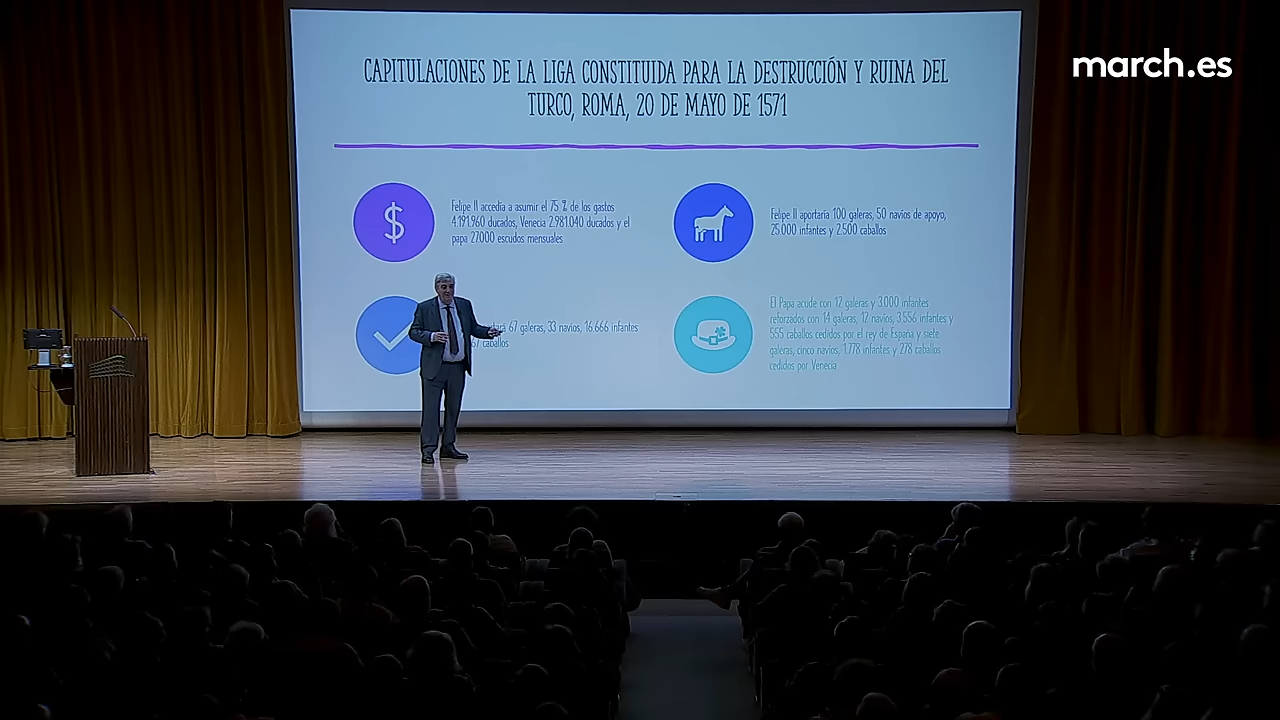 march.es
CAPITULACIONES DE LA LIGA CONSTITUIDA PARA LA DESTRUCCIÓN Y RUINA DEL
TURCO, ROMA, 20 DE MAYO DE 1571
Felipe II accedía a asumir el 75 % de los gastos
4.191.960 ducados, Venecia 2.981.040 ducados y el
papa 27.000 escudos mensuales
Felipe II aportaría 100 galeras, 50 navíos de apoyo,
25.000 infantes y 2.500 caballos
67 galeras, 33 navíos, 16.666 infantes
caballos
El Papa acude con 17 galeras y 3.000 infantes
reforzados con 14 galeras, 12 navíos, 3.556 infantes y
555 caballos cedidos por el rey de España y siete
galeras, cinco navíos, 1.778 infantes y 278 caballos
cedidos por Venecia